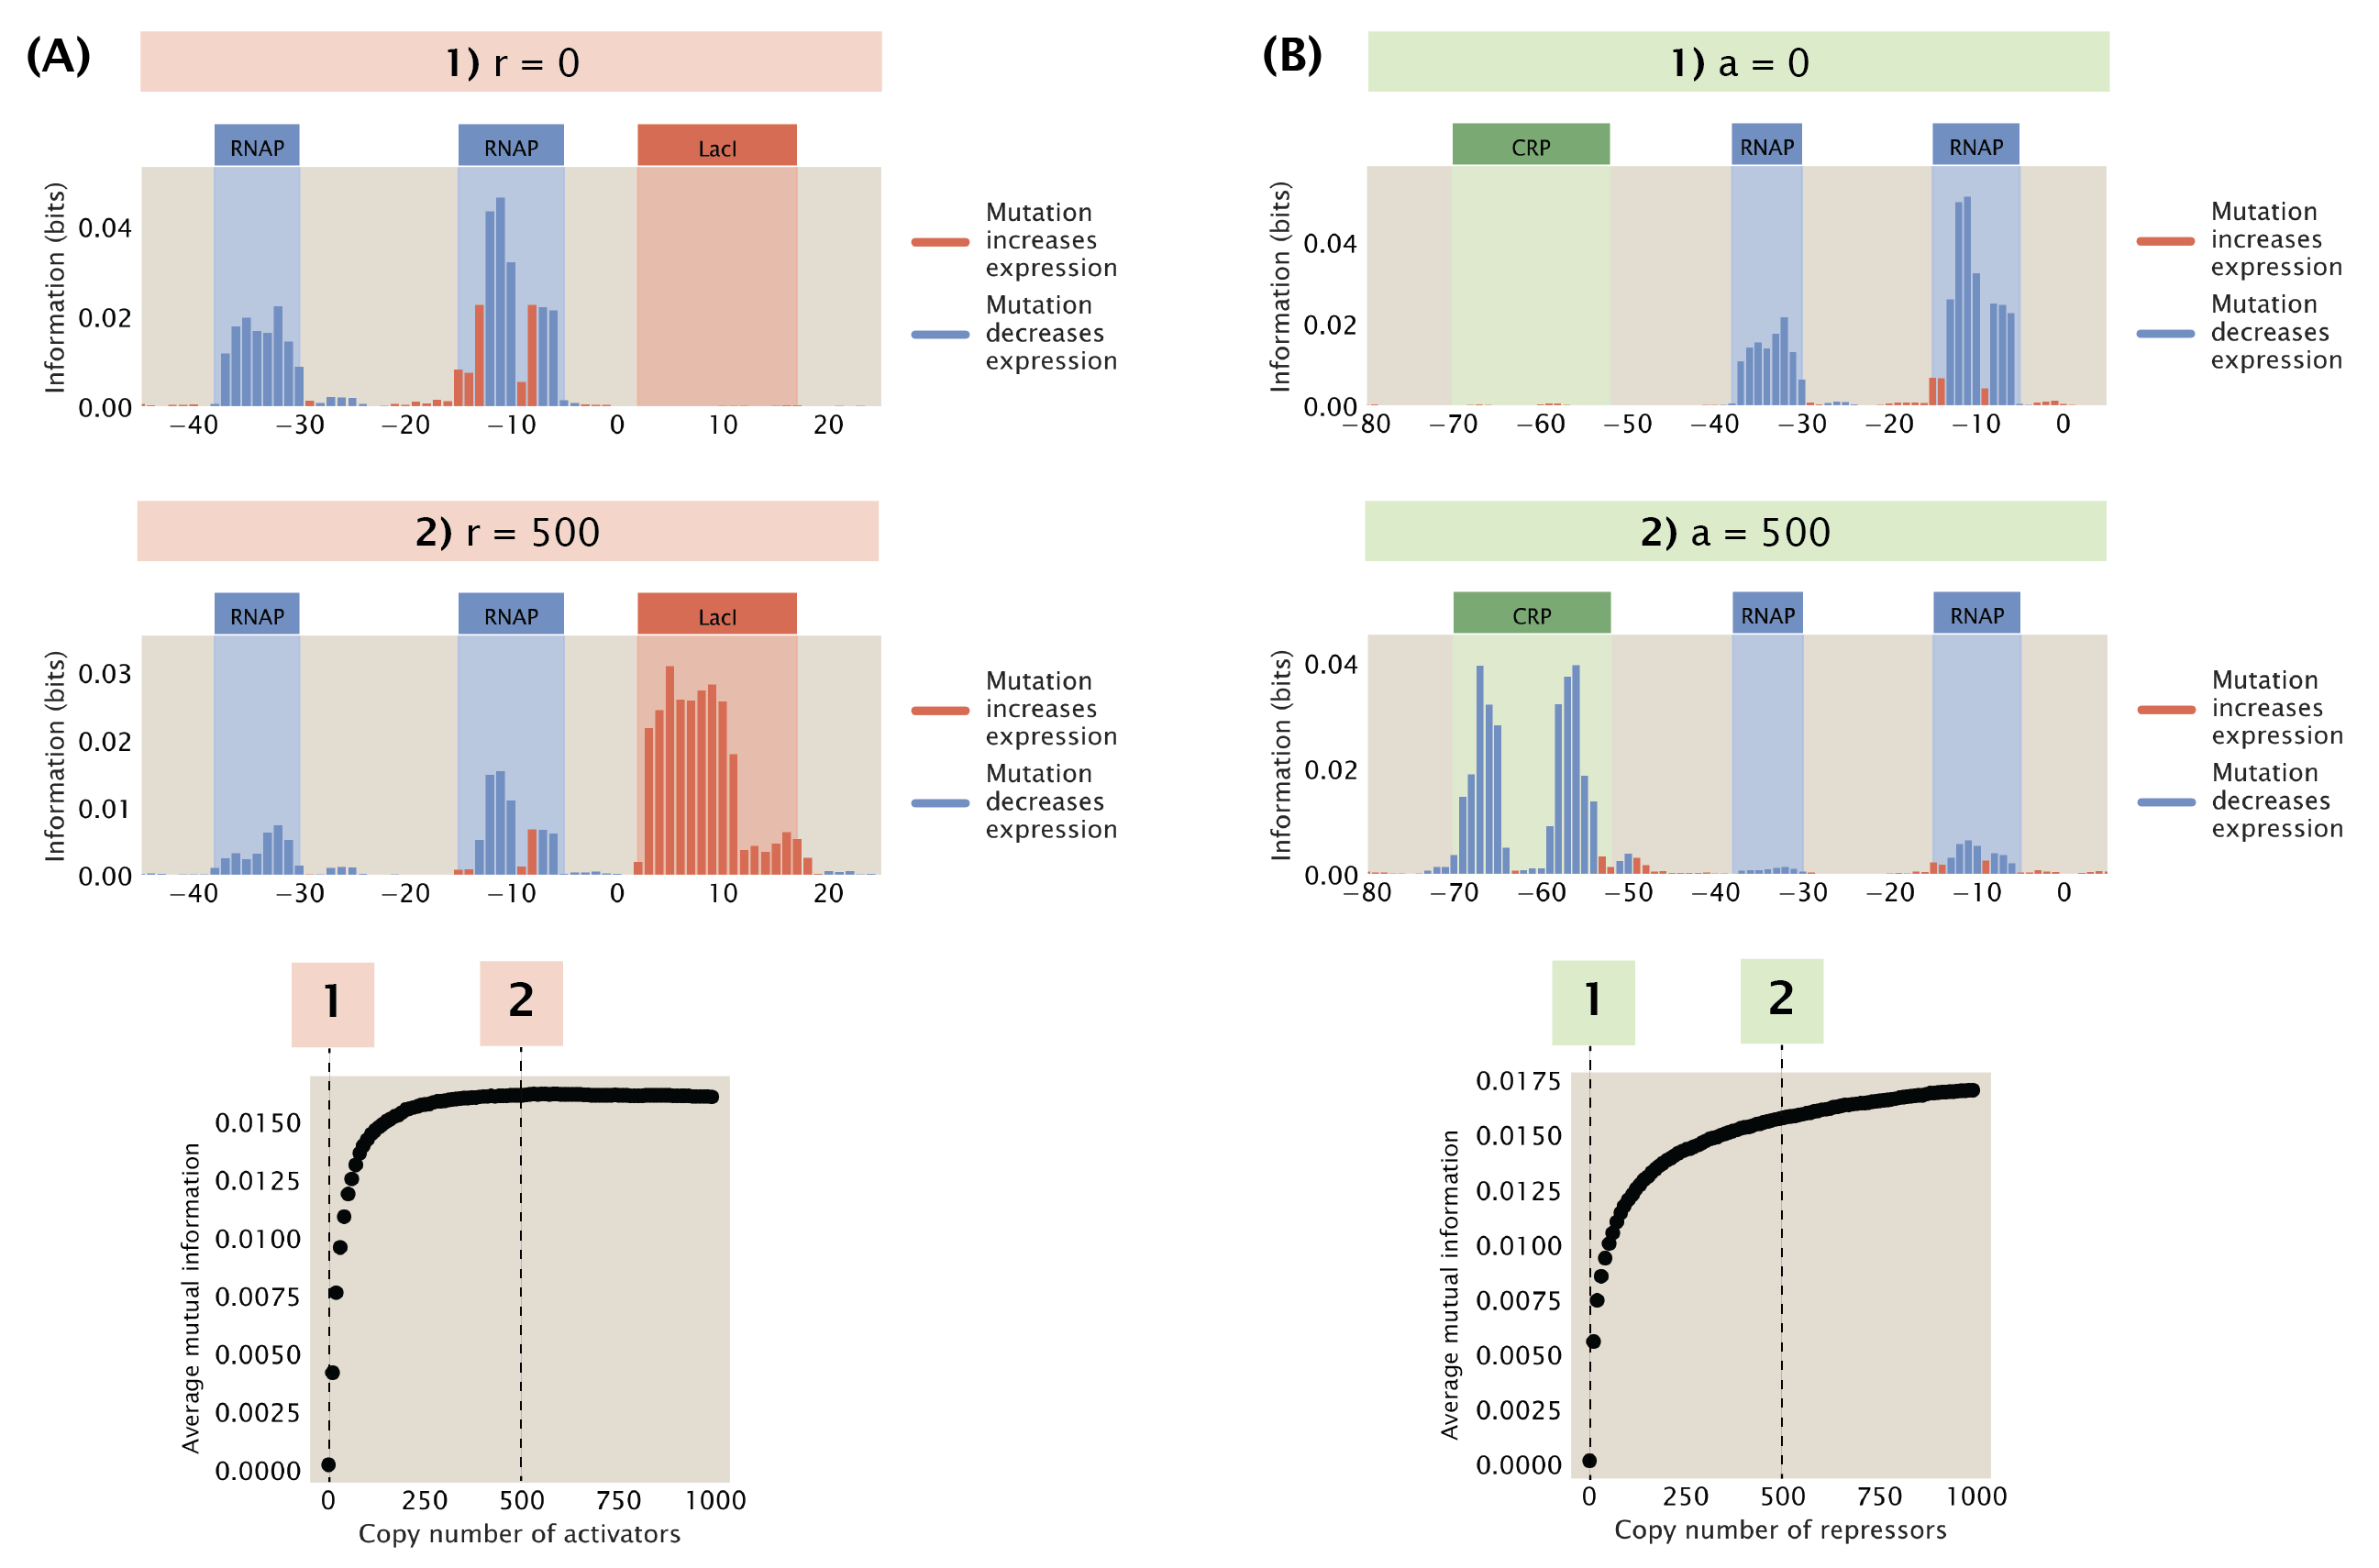 (A)
1) r = 0
RNAP
RNAP
LacI
Information (bits)
0.04
0.02
0.00
−40
−30
−20
−10
0
10
20
Mutation
increases
expression
Mutation
decreases
expression
2) r = 500
RNAP
RNAP
LacI
Information (bits)
0.03
0.02
0.01
0.00
−40
−30
−20
−10
0
10
20
Mutation
increases
expression
Mutation
decreases
expression
1
2
Average mutual information
0.0150
0.0125
0.0100
0.0075
0.0050
0.0025
0.0000
0
250
500
750
1000
Copy number of activators
(B)
1) a = 0
CRP
RNAP
RNAP
Information (bits)
0.04
0.02
0.00
−80
−70
−60
−50
−40
−30
−20
−10
0
Mutation
increases
expression
Mutation
decreases
expression
2) a = 500
CRP
RNAP
RNAP
Information (bits)
0.04
0.02
0.00
−80
−70
−60
−50
−40
−30
−20
−10
0
Mutation
increases
expression
Mutation
decreases
expression
1
2
Average mutual information
0.0175
0.0150
0.0125
0.0100
0.0075
0.0050
0.0025
0.0000
0
250
500
750
1000
Copy number of repressors